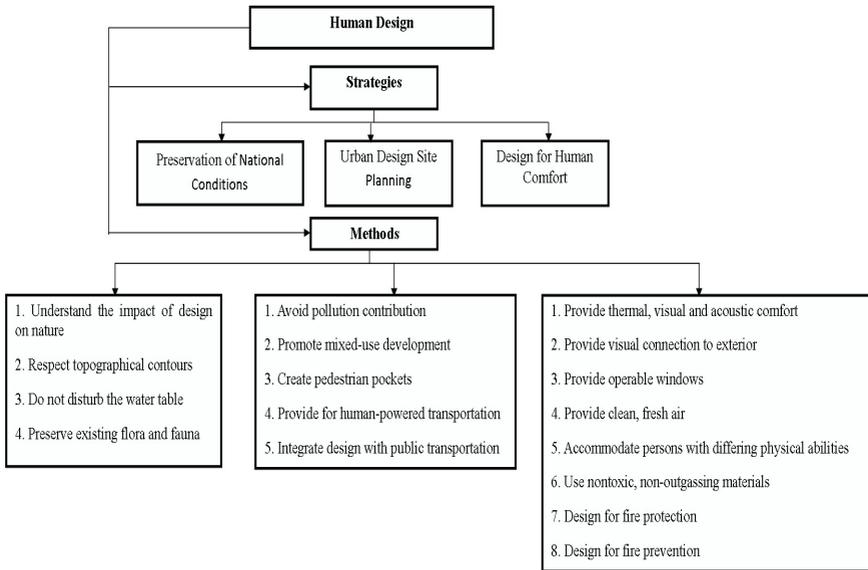 Human Design
Strategies
Preservation of National
Conditions
Urban Design Site
Planning
Design for Human
Comfort
Methods
1. Understand the impact of design
on nature
2. Respect topographical contours
3. Do not disturb the water table
4. Preserve existing flora and fauna
1. Avoid pollution contribution
2. Promote mixed-use development
3. Create pedestrian pockets
4. Provide for human-powered transportation
5. Integrate design with public transportation
1. Provide thermal, visual and acoustic comfort
2. Provide visual connection to exterior
3. Provide operable windows
4. Provide clean, fresh air
5. Accommodate persons with differing physical abilities
6. Use nontoxic, non-outgassing materials
7. Design for fire protection
8. Design for fire prevention